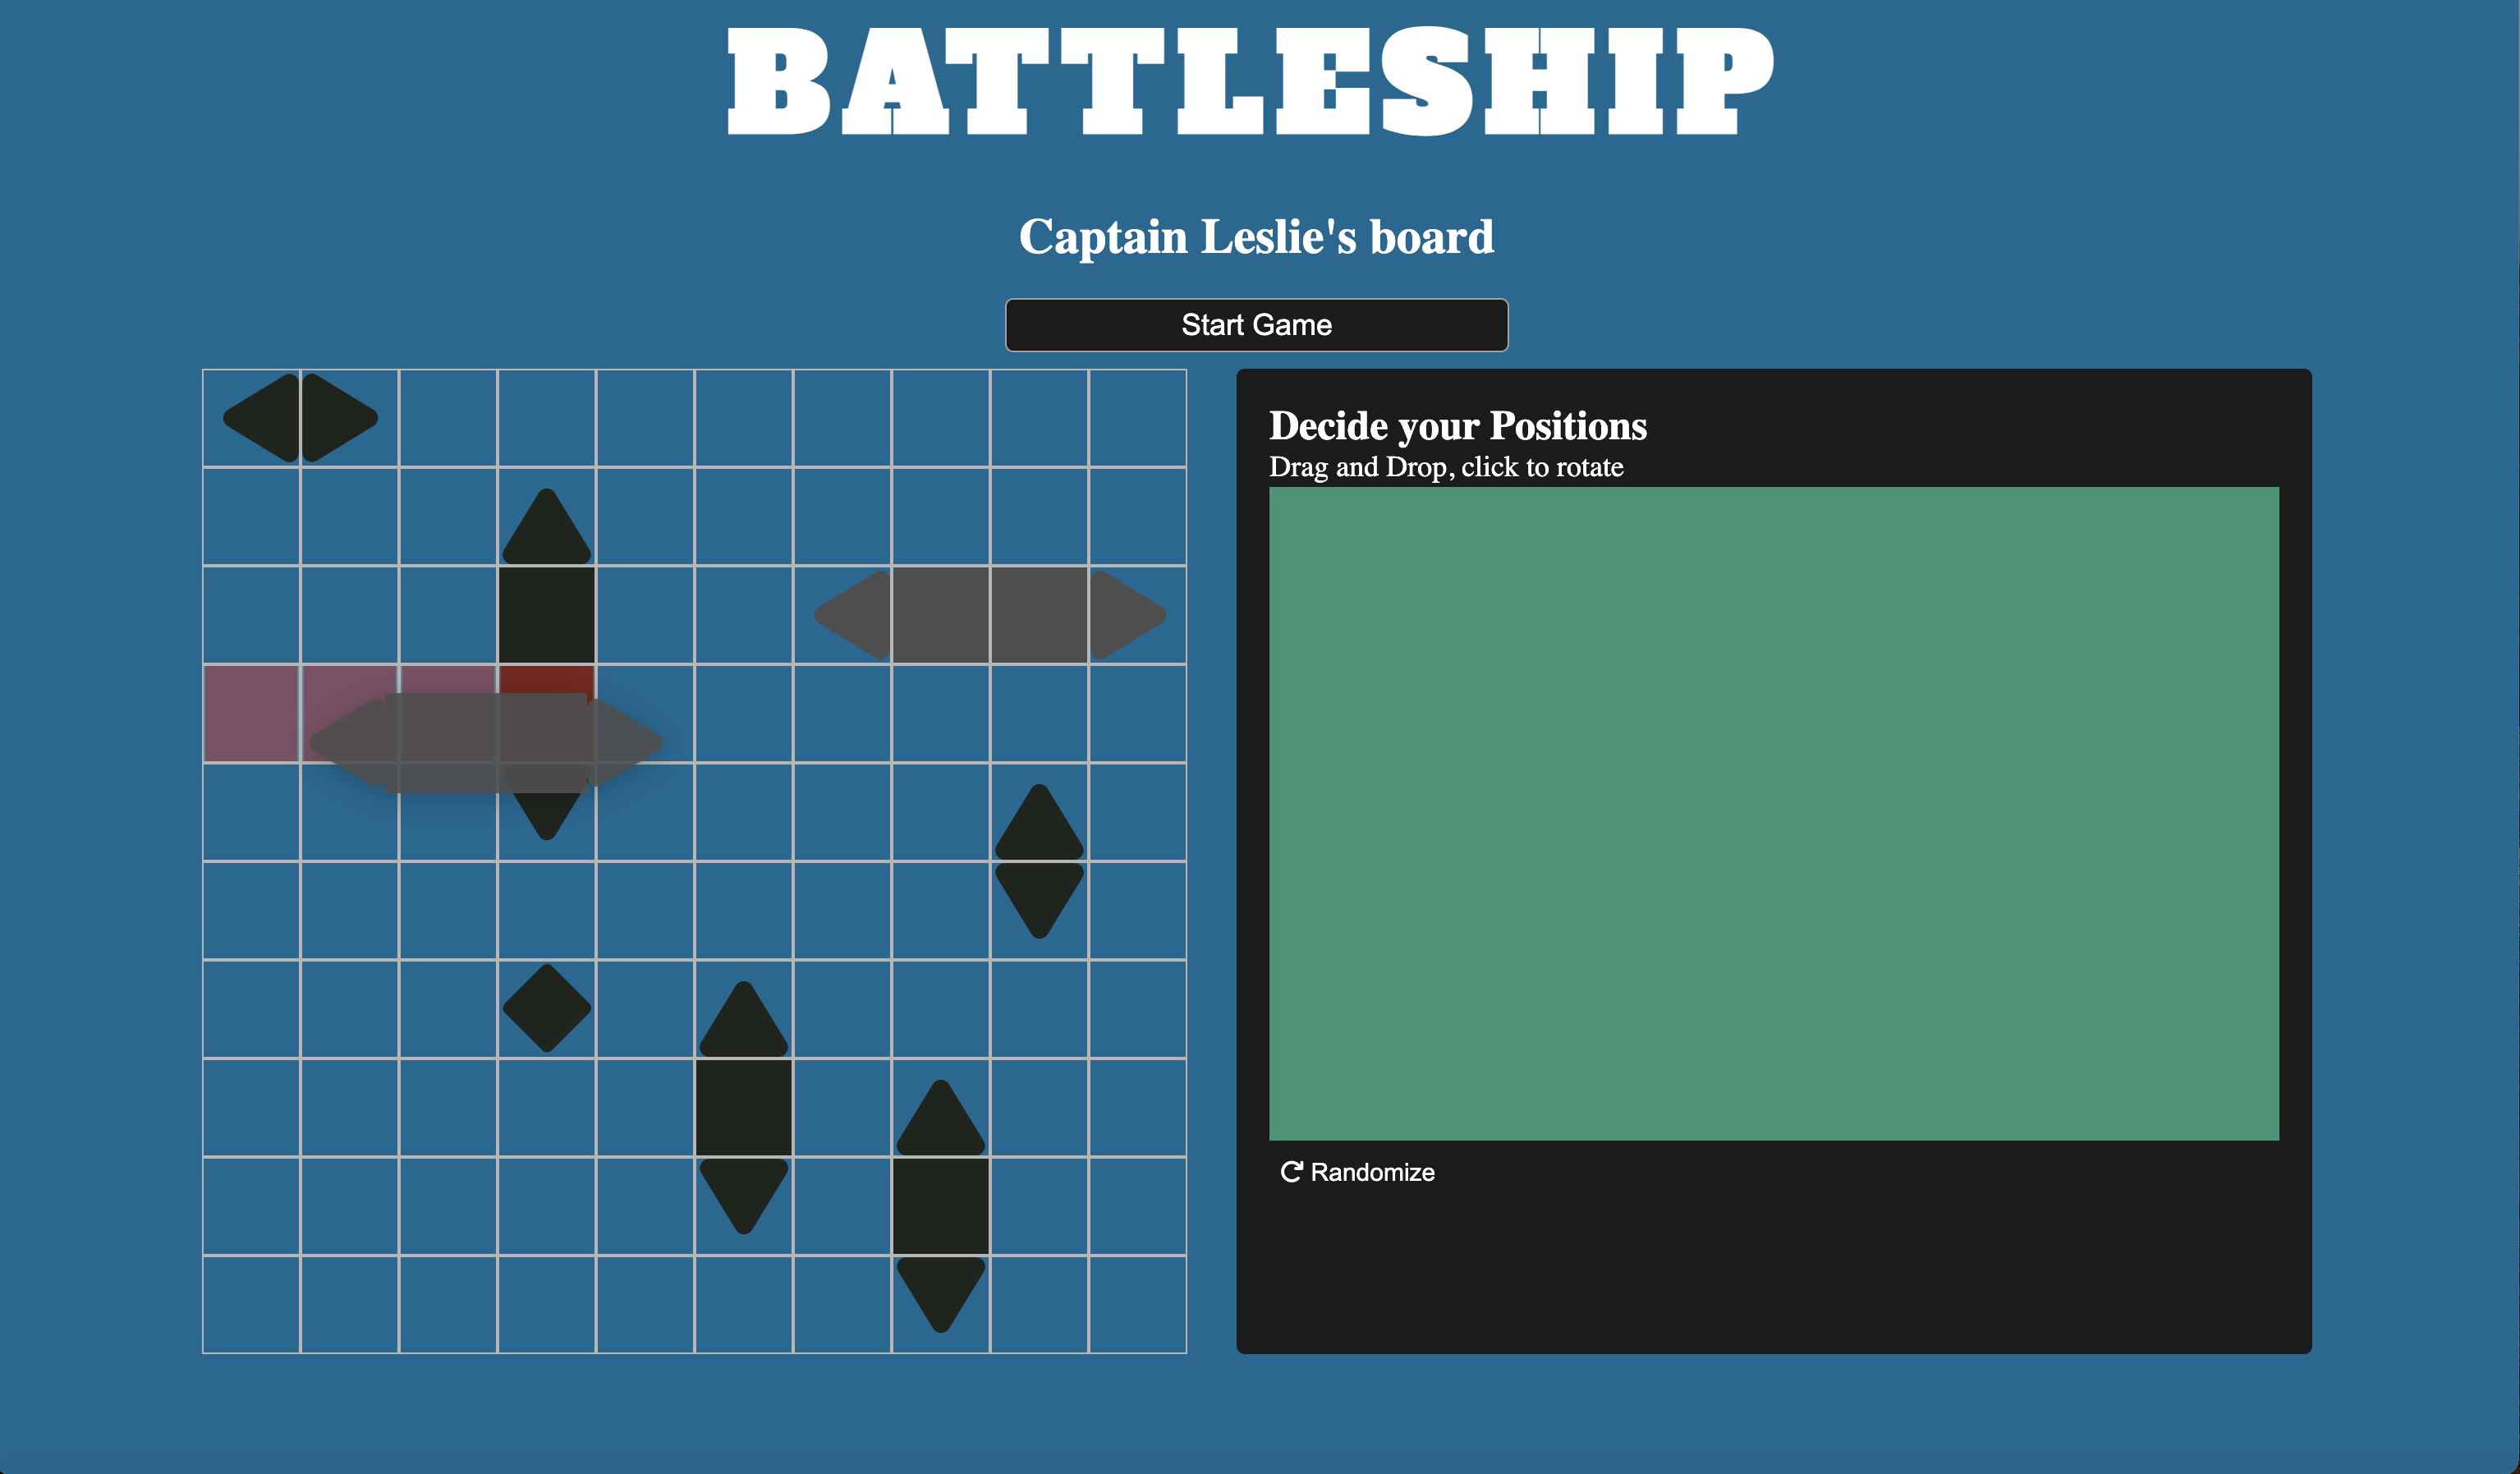 BATTLESHIP
Captain Leslie's board
Start Game
Decide your Positions
Drag and Drop, click to rotate
Randomize